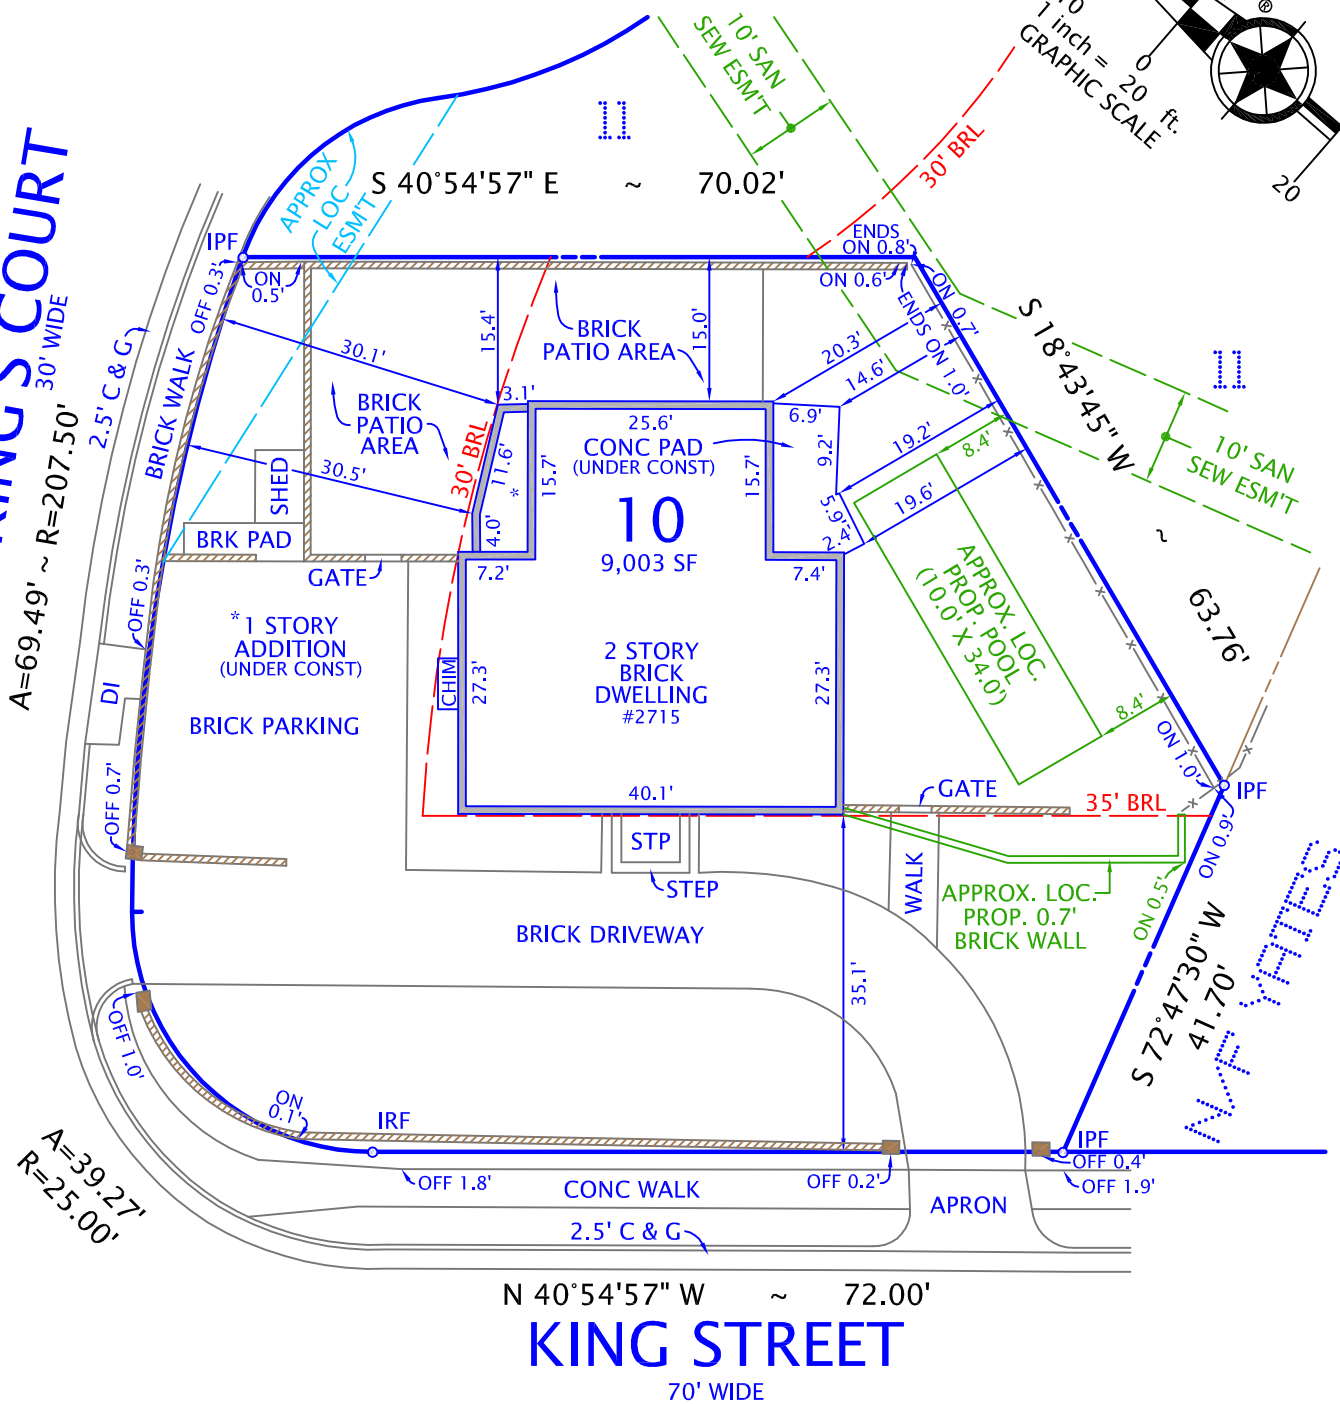 10
1 inch = 20 ft.
GRAPHIC SCALE
0
20
®
10' SAN
SEW ESM'T
11
30' BRL
S 40°54'57" E ~ 70.02'
APPROX
LOC
ESM'T
IPF
ENDS
ON 0.8'
ON 0.6'
ON 0.7'
ENDS ON 1.0'
ON
0.5'
OFF 0.3'
30' WIDE
2.5' C & G
BRICK WALK
A=69.49' ~ R=207.50'
30.1'
15.4'
15.0'
BRICK
PATIO AREA
20.3'
14.6'
S 18°43'45" W ~ 63.76'
11
10' SAN
SEW ESM'T
BRICK
PATIO
AREA
3.1'
30' BRL
11.6'
*
15.7'
25.6'
CONC PAD
(UNDER CONST)
15.7'
6.9'
9.2'
19.2'
8.4'
19.6'
5.9'
2.4'
30.5'
SHED
BRK PAD
4.0'
10
9,003 SF
7.2'
7.4'
GATE
OFF 0.3'
*1 STORY
ADDITION
(UNDER CONST)
CHIM
27.3'
2 STORY
BRICK
DWELLING
#2715
27.3'
APPROX. LOC.
PROP. POOL
(10.0' X 34.0')
8.4'
DI
BRICK PARKING
OFF 0.7'
40.1'
GATE
35' BRL
ON 1.0'
IPF
ON 0.9'
STP
STEP
WALK
APPROX. LOC.
PROP. 0.7'
BRICK WALL
ON 0.5'
BRICK DRIVEWAY
35.1'
S 72°47'30" W
41.70'
N/F YATES
OFF 1.0'
ON
0.1'
IRF
IPF
OFF 0.4'
OFF 1.8'
CONC WALK
OFF 0.2'
OFF 1.9'
APRON
2.5' C & G
A=39.27'
R=25.00'
N 40°54'57" W ~ 72.00'
KING STREET
70' WIDE
COURT